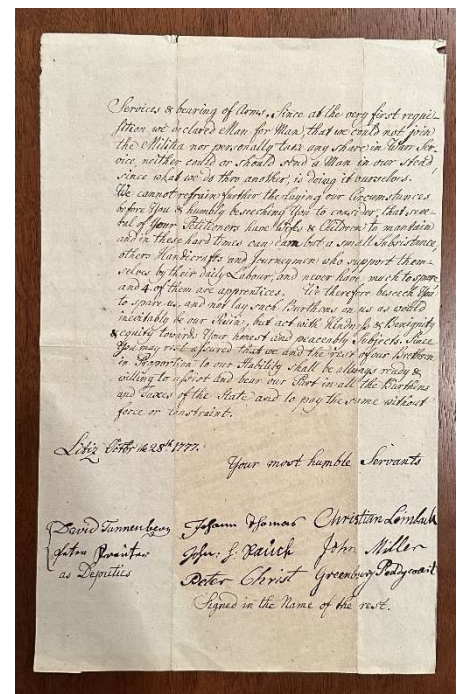 Services & bearing of Arms, Since at the very first requi-
sition we declared Man for Man, that we could not join
the Militia nor personally take any share in Warr Ser-
vice, neither could or should send a Man in our stead,
since what we do thro another, is doing it ourselves.
We cannot refrain further the laying our Circumstances
before You & humbly beseeching You to consider, that seve-
ral of Your Petitioners have Wifes & Children to mantain
and in these hard times can earn but a small Subsistance,
others Handicrafts and Journeymen who support them-
selves by their daily Labour, and never have much to spare
and 4 of them are apprentices. We therefore beseech You
to spare us, and not lay such Burthens on us as would
inevitably be our Ruin, but act with Kindness & Benignity
& equity towards Your honest and peaceably Subjects. Since
You may rest assured that we and the rest of our Brethren
in Proportion to our Ability shall be always ready &
willing to assist and bear our Part in all the Burthens
and Taxes of the State and to pay the same without
force or constraint.
Litiz Octbr the 28th 1777.
Your most humble Servants
David Tannenberg Johann Thomas Christian Lembach
Peter John Miller
as Deputies Peter Christ Greenbury Peddycoart
Signed in the Name of the rest.